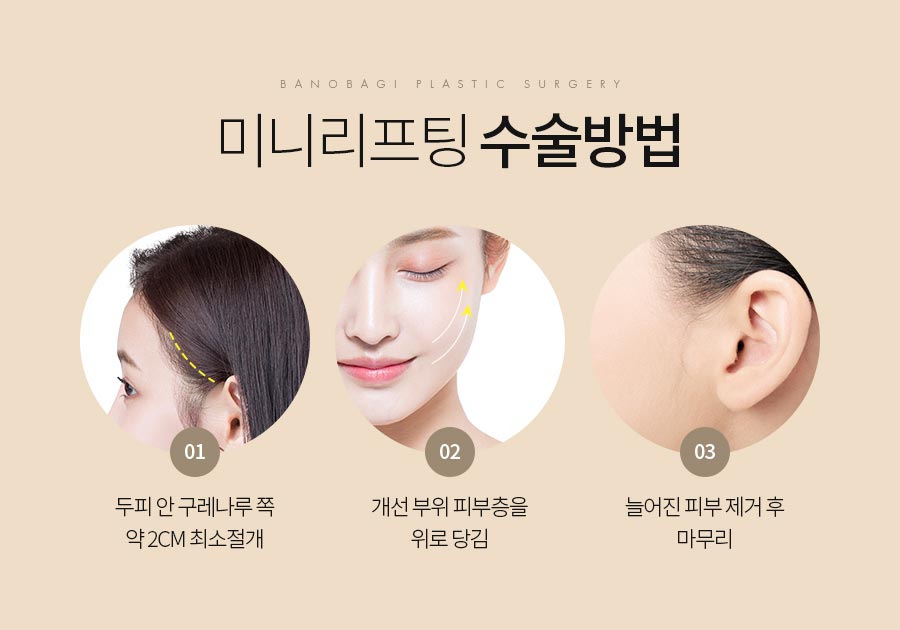 BANOBAGI PLASTIC SURGERY
미니리프팅 수술방법
01
두피 안 구레나루 쪽
약 2CM 최소절개
02
개선 부위 피부층을
위로 당김
03
늘어진 피부 제거 후
마무리